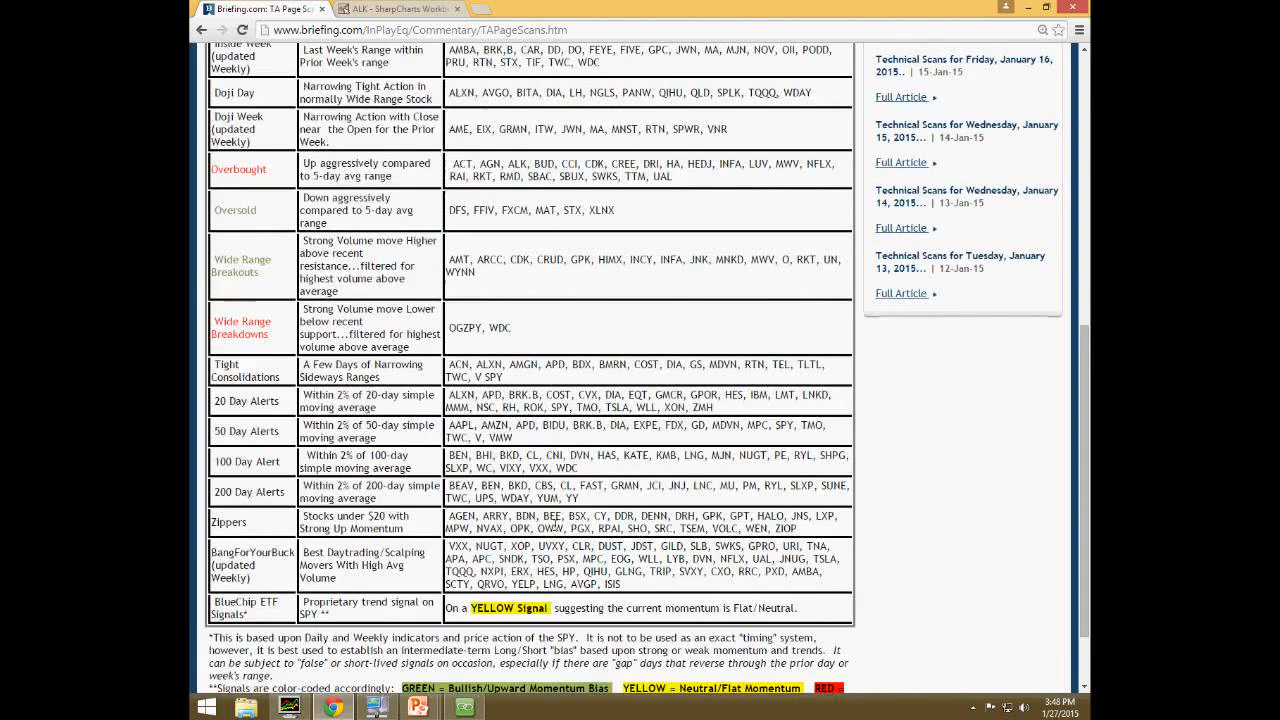 Briefing.com: TA Page Sc
ALK - SharpCharts Workb
www.briefing.com/InPlayEq/Commentary/TAPageScans.htm
Inside Week (updated Weekly)
Last Week's Range within Prior Week's range
AMBA, BRK,B, CAR, DD, DO, FEYE, FIVE, GPC, JWN, MA, MJN, NOV, OII, PODD,
PRU, RTN, STX, TIF, TWC, WDC
Doji Day
Narrowing Tight Action In normally Wide Range Stock
ALXN, AVGO, BITA, DIA, LH, NGLS, PANW, QIHU, QLD, SPLK, TQQQ, WDAY
Doji Week (updated Weekly)
Narrowing Action with Close near the Open for the Prior Week.
AME, EIX, GRMN, ITW, JWN, MA, MNST, RTN, SPWR, VNR
Overbought
Up aggressively compared to 5-day avg range
ACT, AGN, ALK, BUD, CCI, CDK, CREE, DRI, HA, HEDJ, INFA, LUV, MWV, NFLX,
RAI, RKT, RMD, SBAC, SBUX, SWKS, TTM, UAL
Oversold
Down aggressively compared to 5-day avg range
DFS, FFIV, FXCM, MAT, STX, XLNX
Wide Range Breakouts
Strong Volume move Higher above recent resistance...filtered for highest volume above average
AMT, ARCC, CDK, CRUD, GPK, HIMX, INCY, INFA, JNK, MNKD, MWV, O, RKT, UN,
WYNN
Wide Range Breakdowns
Strong Volume move Lower below recent support...filtered for highest volume above average
OGZPY, WDC
Tight Consolidations
A Few Days of Narrowing Sideways Ranges
ACN, ALXN, AMGN, APD, BDX, BMRN, COST, DIA, GS, MDVN, RTN, TEL, TLTL,
TWC, V SPY
20 Day Alerts
Within 2% of 20-day simple moving average
ALXN, APD, BRK.B, COST, CVX, DIA, EQT, GMCR, GPOR, HES, IBM, LMT, LNKD,
MMM, NSC, RH, ROK, SPY, TMO, TSLA, WLL, XON, ZMH
50 Day Alerts
Within 2% of 50-day simple moving average
AAPL, AMZN, APD, BIDU, BRK.B, DIA, EXPE, FDX, GD, MDVN, MPC, SPY, TMO,
TWC, V, VMW
100 Day Alert
Within 2% of 100-day simple moving average
BEN, BHI, BKD, CL, CNI, DVN, HAS, KATE, KMB, LNG, MJN, NUGT, PE, RYL, SHPG,
SLXP, WC, VIXY, VXX, WDC
200 Day Alerts
Within 2% of 200-day simple moving average
BEAV, BEN, BKD, CBS, CL, FAST, GRMN, JCI, JNJ, LNC, MU, PM, RYL, SLXP, SUNE,
TWC, UPS, WDAY, YUM, YY
Zippers
Stocks under $20 with Strong Up Momentum
AGEN, ARRY, BDN, BEE, BSX, CY, DDR, DENN, DRH, GPK, GPT, HALO, JNS, LXP,
MPW, NVAX, OPK, OWW, PGX, RPAI, SHO, SRC, TSEM, VOLC, WEN, ZIOP
BangForYourBuck (updated Weekly)
Best Daytrading/Scalping Movers With High Avg Volume
VXX, NUGT, XOP, UVXY, CLR, DUST, JDST, GILD, SLB, SWKS, GPRO, URI, TNA,
APA, APC, SNDK, TSO, PSX, MPC, EOG, WLL, LYB, DVN, NFLX, UAL, JNUG, TSLA,
TQQQ, NXPI, ERX, HES, HP, QIHU, GLNG, TRIP, SVXY, CXO, RRC, PXD, AMBA,
SCTY, QRVO, YELP, LNG, AVGP, ISIS
BlueChip ETF Signals*
Proprietary trend signal on SPY **
On a YELLOW Signal suggesting the current momentum is Flat/Neutral.
*This is based upon Daily and Weekly indicators and price action of the SPY. It is not to be used as an exact "timing" system,
however, it is best used to establish an intermediate-term Long/Short "bias" based upon strong or weak momentum and trends. It
can be subject to "false" or short-lived signals on occasion, especially if there are "gap" days that reverse through the prior day or
week's range.
**Signals are color-coded accordingly: GREEN = Bullish/Upward Momentum Bias YELLOW = Neutral/Flat Momentum RED =
Technical Scans for Friday, January 16,
2015.. | 15-Jan-15
Full Article
Technical Scans for Wednesday, January
15, 2015... | 14-Jan-15
Full Article
Technical Scans for Wednesday, January
14, 2015... | 13-Jan-15
Full Article
Technical Scans for Tuesday, January
13, 2015... | 12-Jan-15
Full Article
3:48 PM
1/27/2015